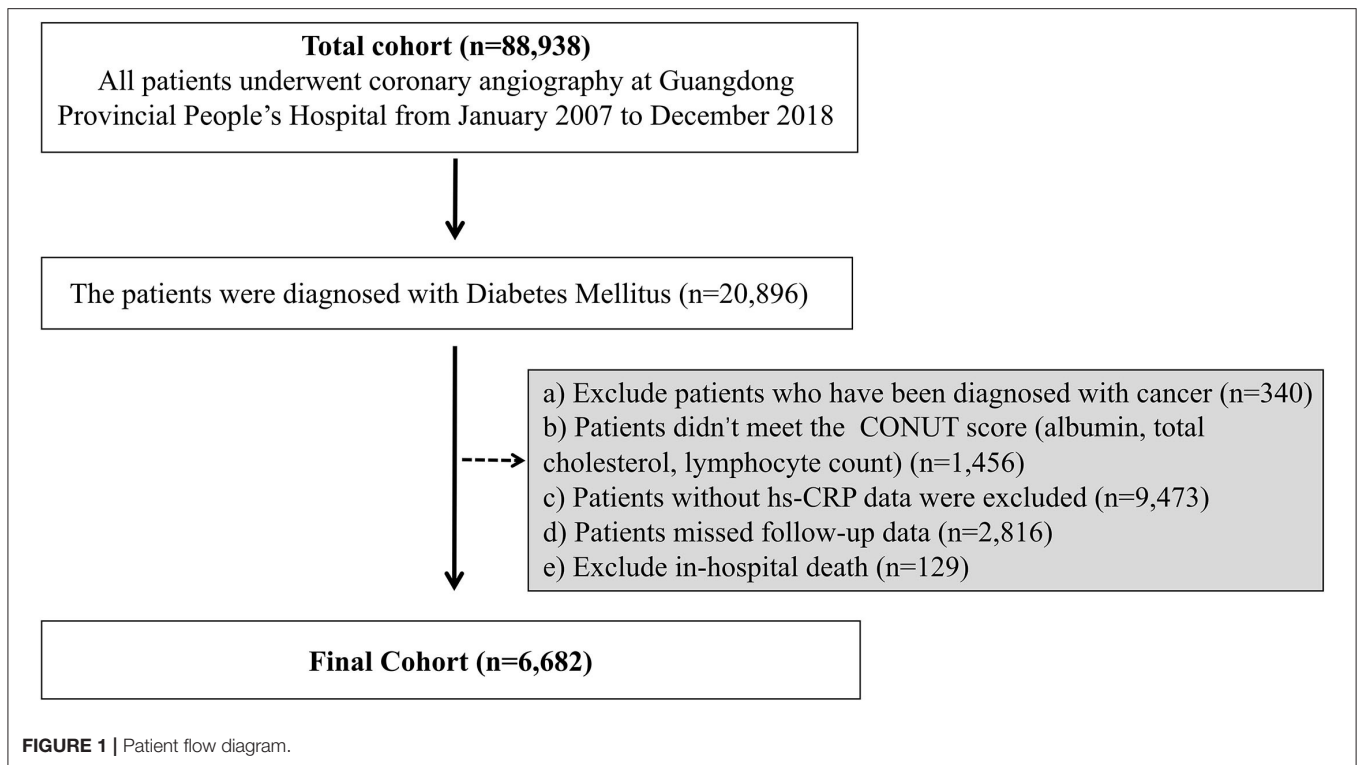 Total cohort (n=88,938)
All patients underwent coronary angiography at Guangdong
Provincial People's Hospital from January 2007 to December 2018
The patients were diagnosed with Diabetes Mellitus (n=20,896)
a) Exclude patients who have been diagnosed with cancer (n=340)
b) Patients didn't meet the CONUT score (albumin, total
cholesterol, lymphocyte count) (n=1,456)
c) Patients without hs-CRP data were excluded (n=9,473)
d) Patients missed follow-up data (n=2,816)
e) Exclude in-hospital death (n=129)
Final Cohort (n=6,682)
FIGURE 1 | Patient flow diagram.